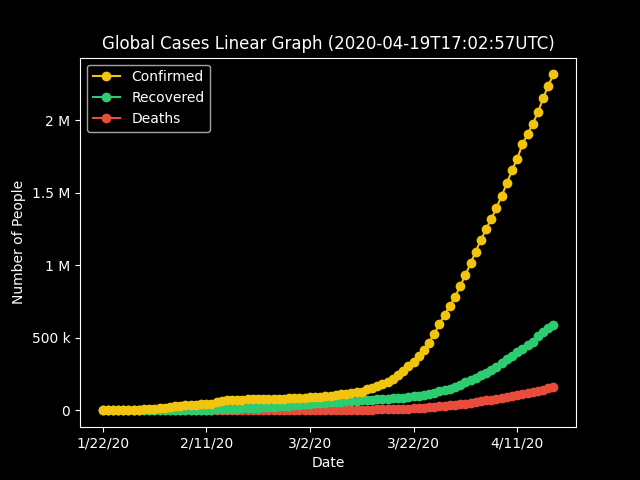 Global Cases Linear Graph (2020-04-19T17:02:57UTC)
Confirmed
Recovered
Deaths
Number of People
2 M
1.5 M
1 M
500 k
0
1/22/20
2/11/20
3/2/20
3/22/20
4/11/20
Date